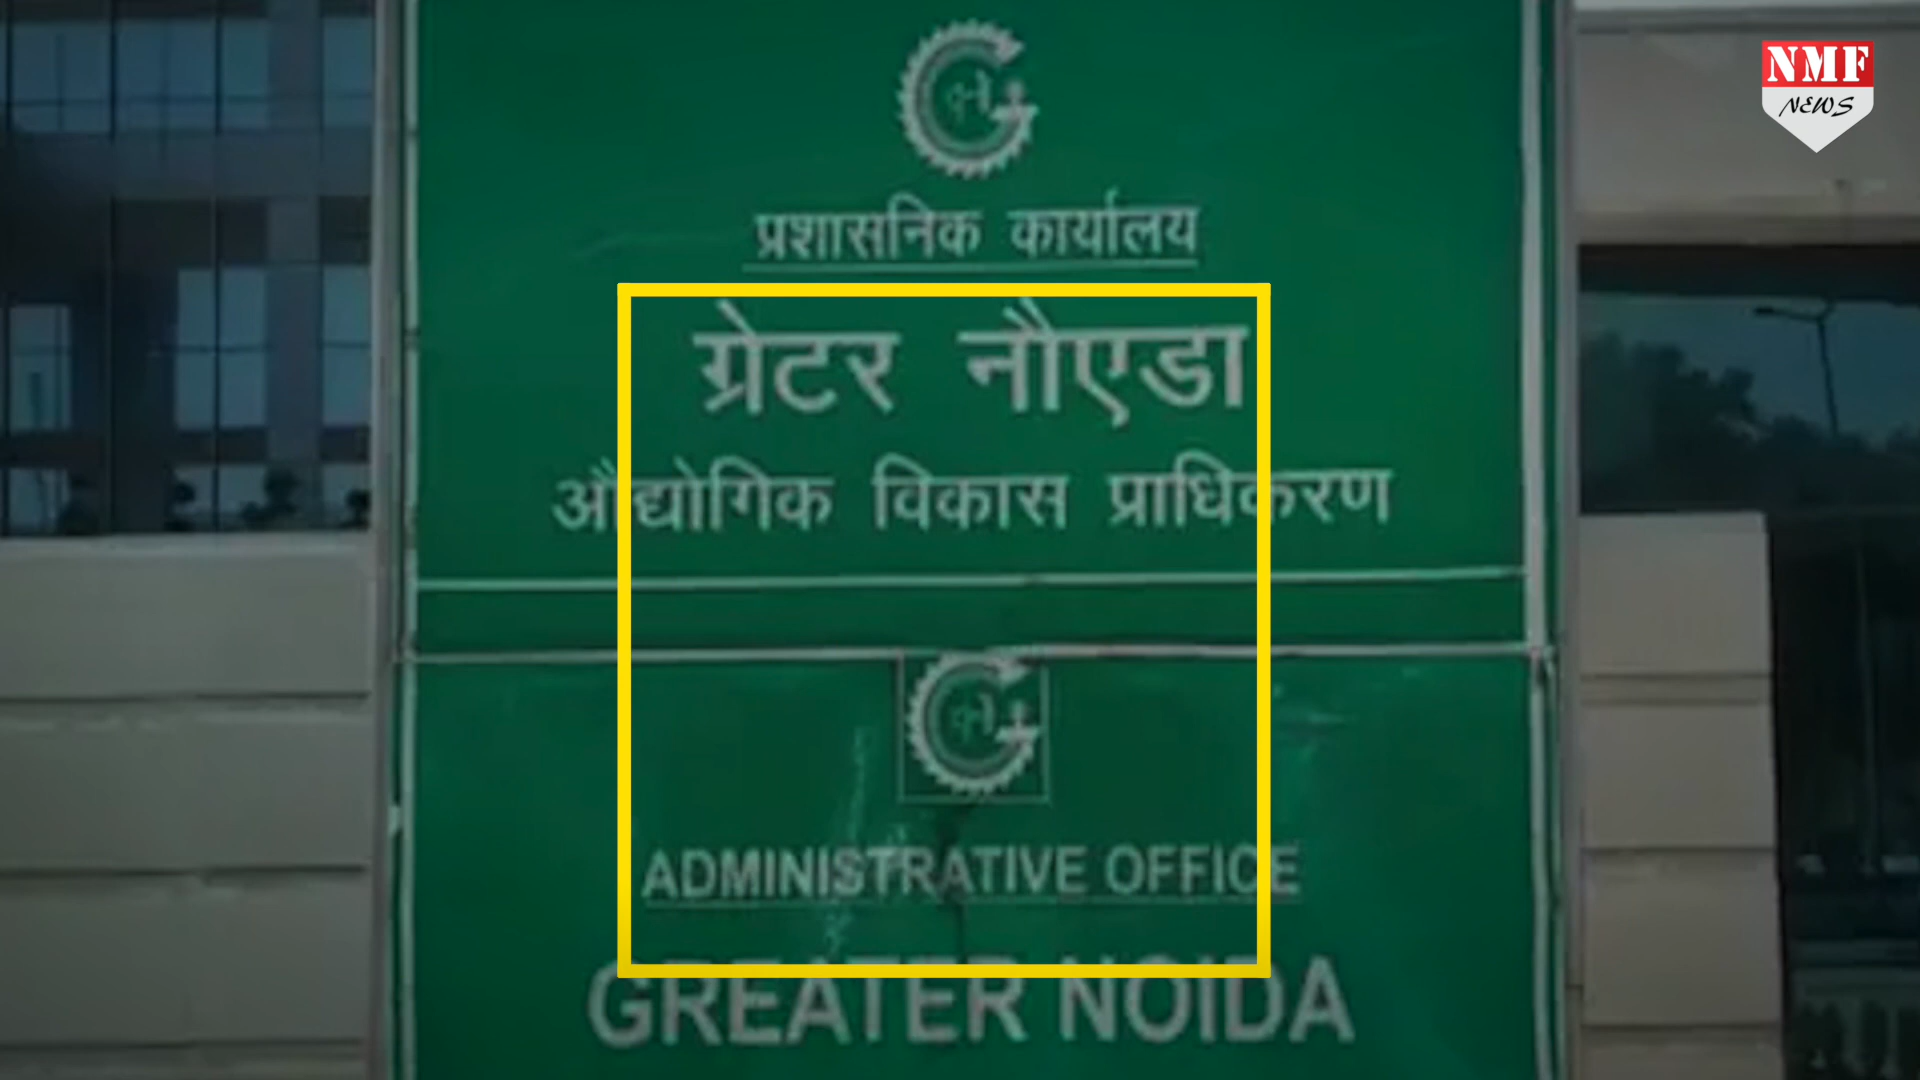 NMF
NEWS
प्रशासनिक कार्यालय
ग्रेटर नौएडा
औद्योगिक विकास प्राधिकरण
ADMINISTRATIVE OFFICE
GREATER NOIDA